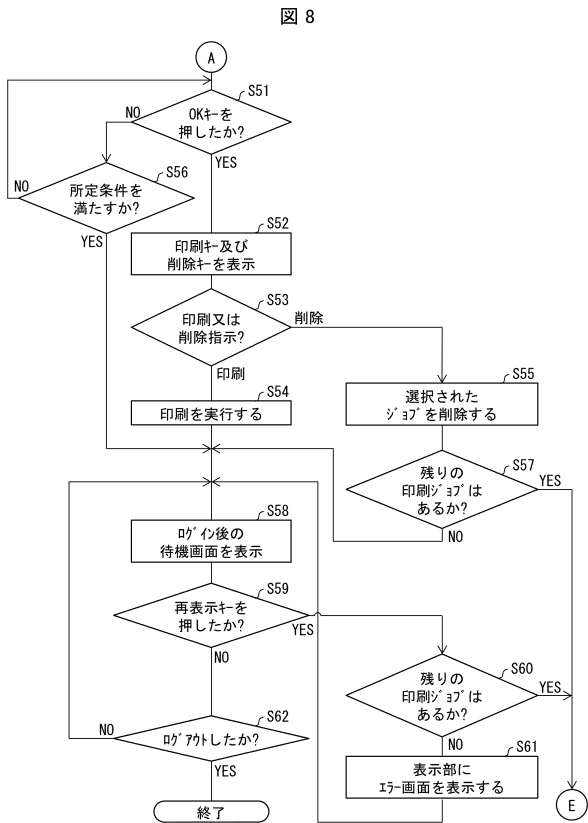 図 8
A
S51
OKキーを
押したか?
NO
YES
S56
所定条件を
満たすか?
NO
YES
S52
印刷キー及び
削除キーを表示
S53
印刷又は
削除指示?
削除
印刷
S54
印刷を実行する
S55
選択された
ジョブを削除する
S57
残りの
印刷ジョブは
あるか?
YES
NO
S58
ログイン後の
待機画面を表示
S59
再表示キーを
押したか?
YES
NO
S60
残りの
印刷ジョブは
あるか?
YES
NO
S61
表示部に
エラー画面を表示する
S62
ログアウトしたか?
NO
YES
終了
E